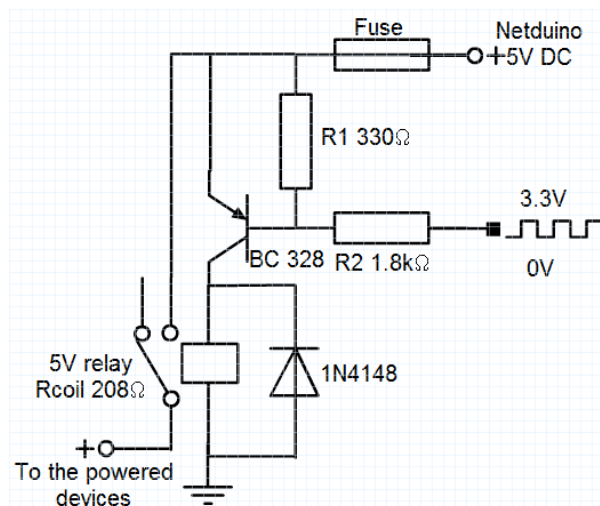 Fuse
Netduino
+5V DC
R1 330Ω
3.3V
BC 328
R2 1.8kΩ
0V
5V relay
Rcoil 208Ω
1N4148
+
To the powered
devices